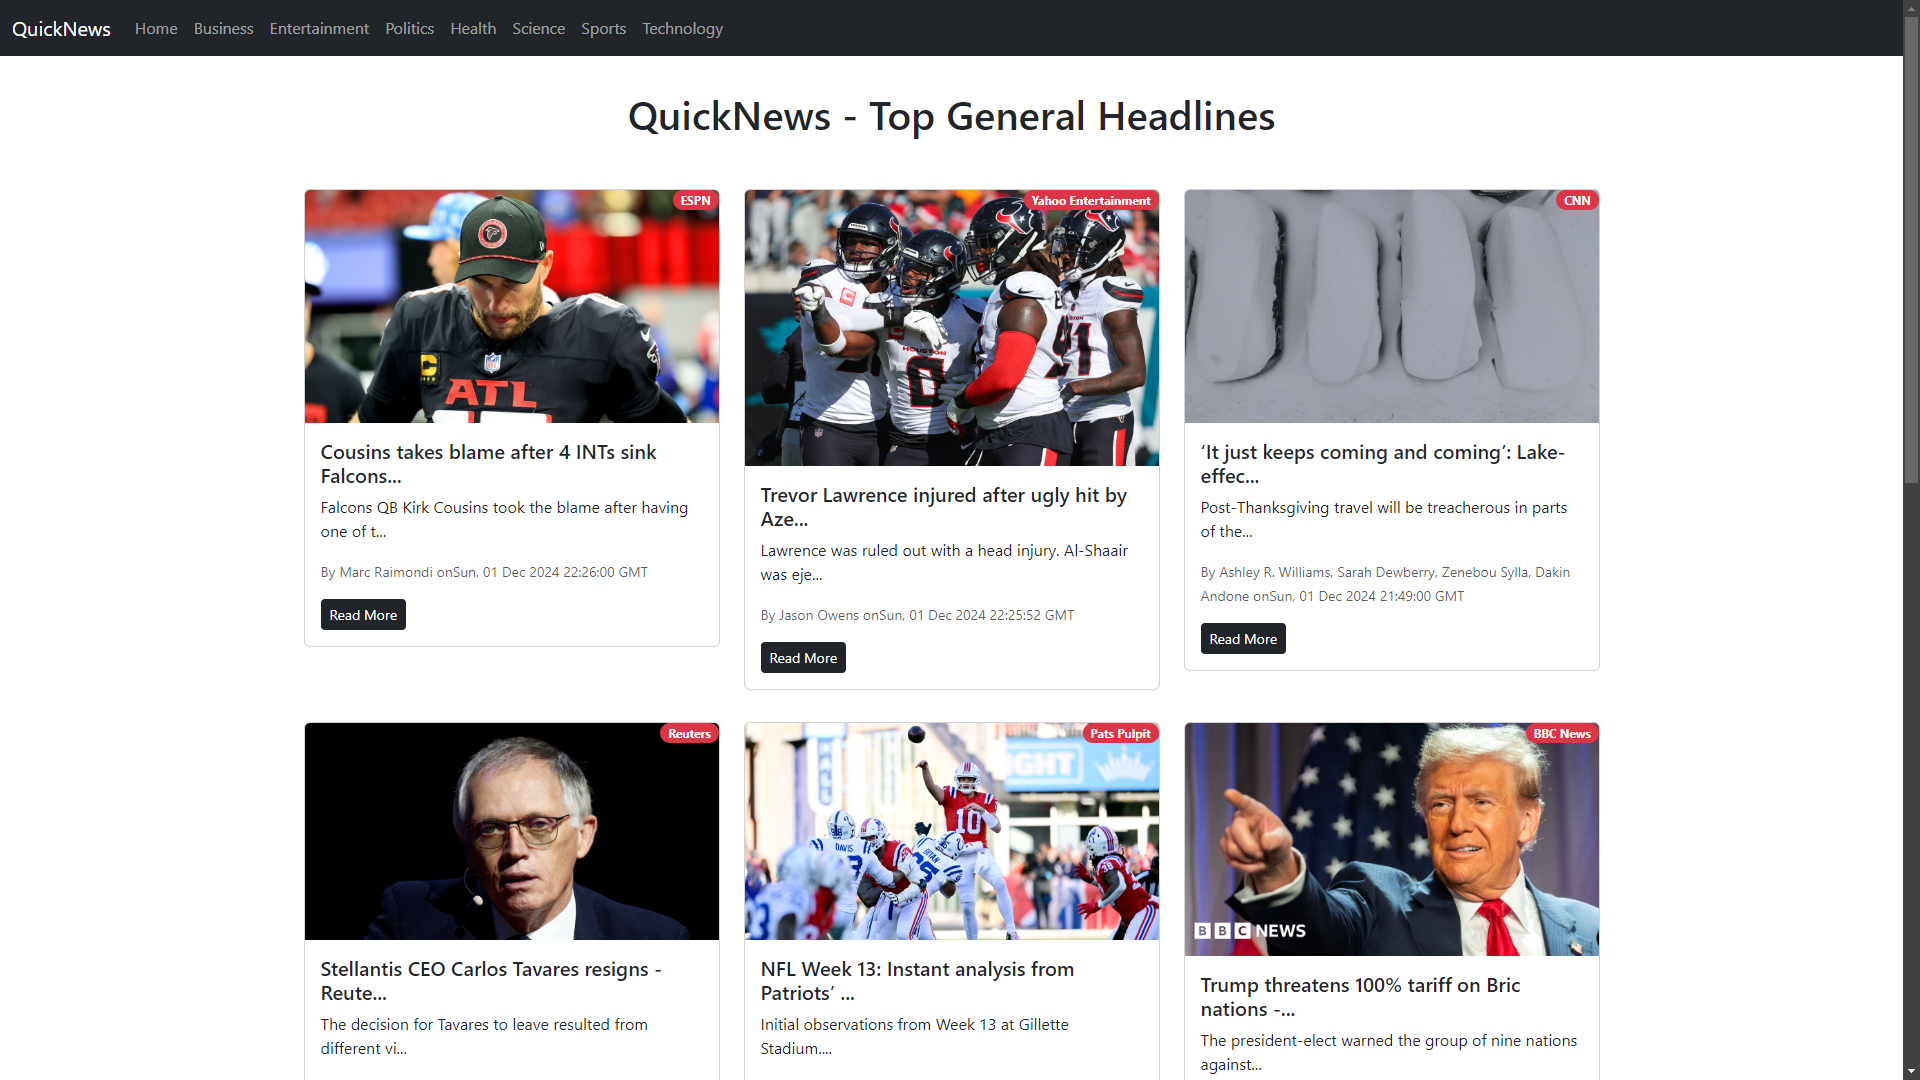 QuickNews Home Business Entertainment Politics Health Science Sports Technology
QuickNews - Top General Headlines
ESPN
ATL
Cousins takes blame after 4 INTs sink
Falcons...
Falcons QB Kirk Cousins took the blame after having
one of t...
By Marc Raimondi onSun, 01 Dec 2024 22:26:00 GMT
Read More
Yahoo Entertainment
HOUSTON
0
41
Trevor Lawrence injured after ugly hit by
Aze...
Lawrence was ruled out with a head injury. Al-Shaair
was eje...
By Jason Owens onSun, 01 Dec 2024 22:25:52 GMT
Read More
CNN
‘It just keeps coming and coming’: Lake-
effec...
Post-Thanksgiving travel will be treacherous in parts
of the...
By Ashley R. Williams, Sarah Dewberry, Zenebou Sylla, Dakin
Andone onSun, 01 Dec 2024 21:49:00 GMT
Read More
Reuters
Stellantis CEO Carlos Tavares resigns -
Reute...
The decision for Tavares to leave resulted from
different vi...
Pats Pulpit
10
DAVIS
NFL Week 13: Instant analysis from
Patriots’ ...
Initial observations from Week 13 at Gillette
Stadium....
BBC News
BBC NEWS
Trump threatens 100% tariff on Bric
nations -...
The president-elect warned the group of nine nations
against...